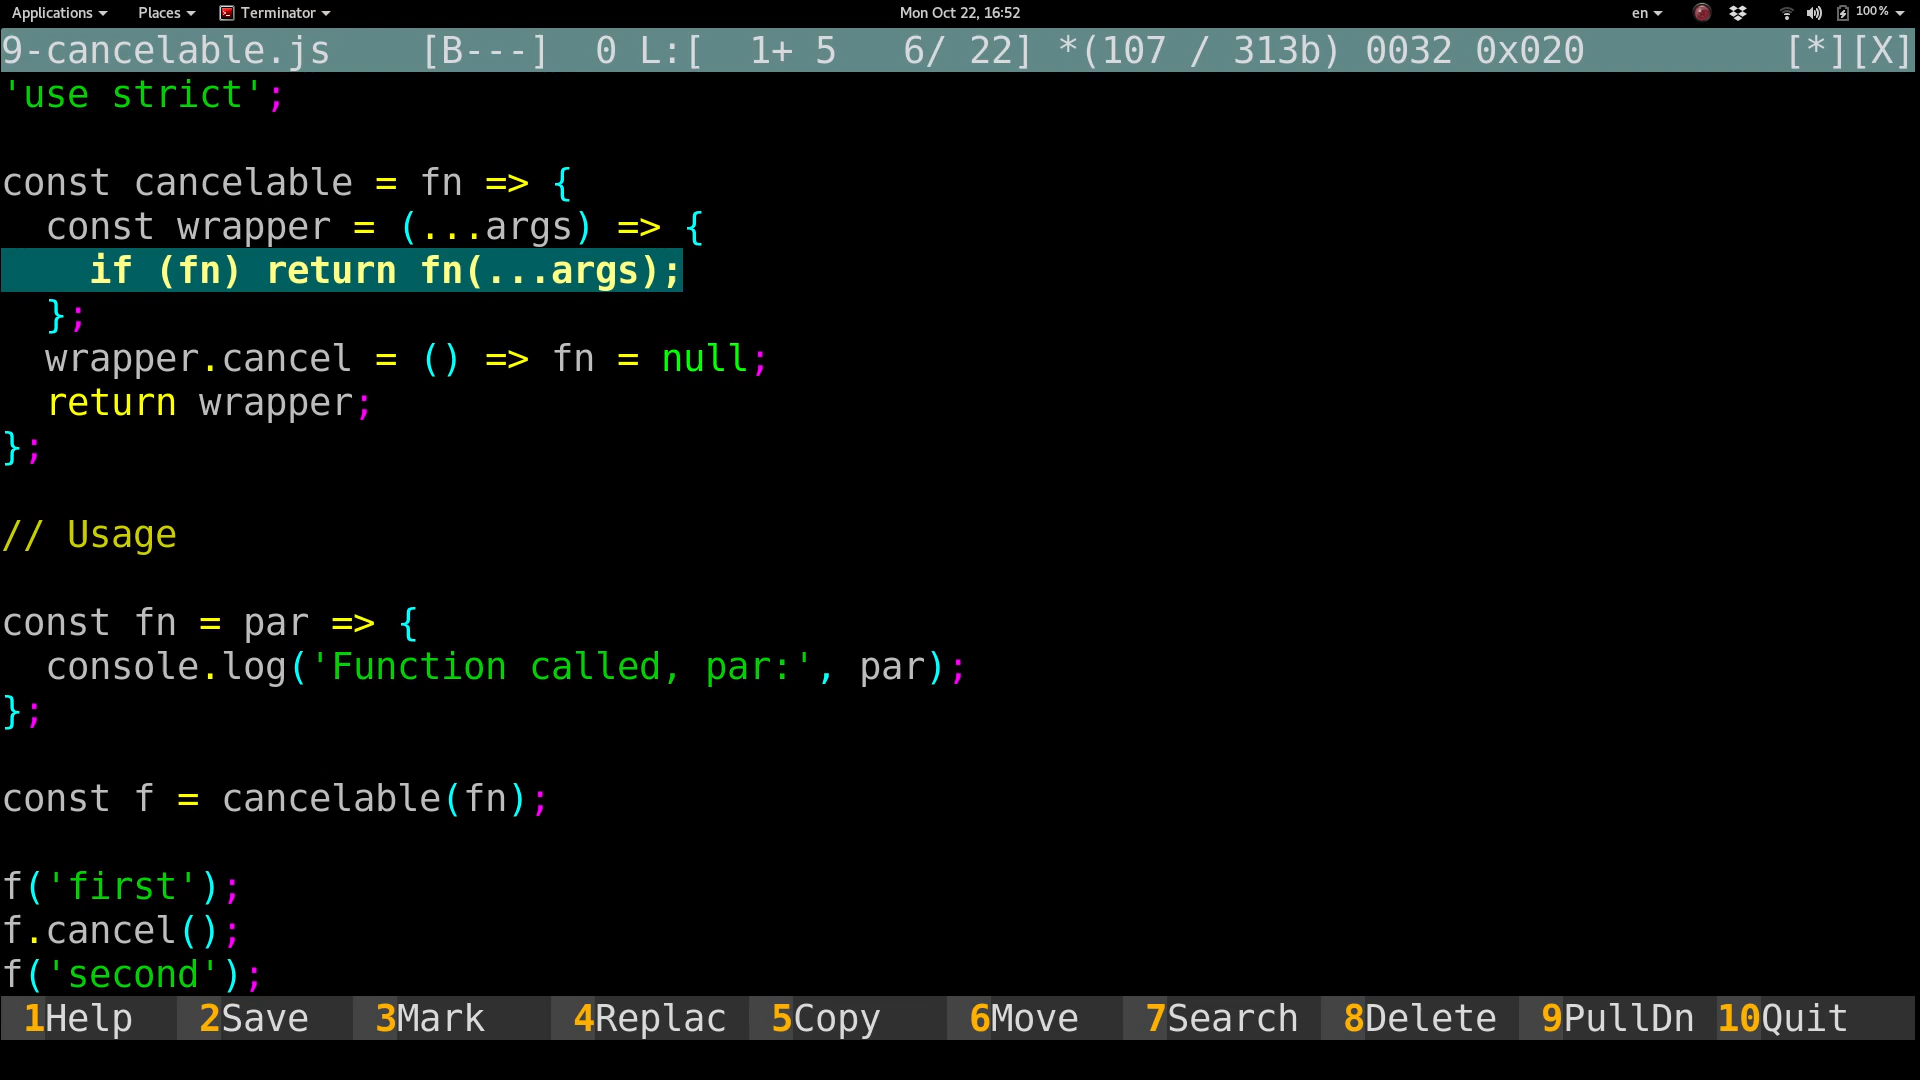 Applications Places Terminator Mon Oct 22, 16:52 en 100%
9-cancelable.js [B---] 0 L:[ 1+ 5 6/ 22] *(107 / 313b) 0032 0x020 [*][X]
'use strict';
const cancelable = fn => {
  const wrapper = (...args) => {
    if (fn) return fn(...args);
  };
  wrapper.cancel = () => fn = null;
  return wrapper;
};
// Usage
const fn = par => {
  console.log('Function called, par:', par);
};
const f = cancelable(fn);
f('first');
f.cancel();
f('second');
1Help 2Save 3Mark 4Replac 5Copy 6Move 7Search 8Delete 9PullDn 10Quit